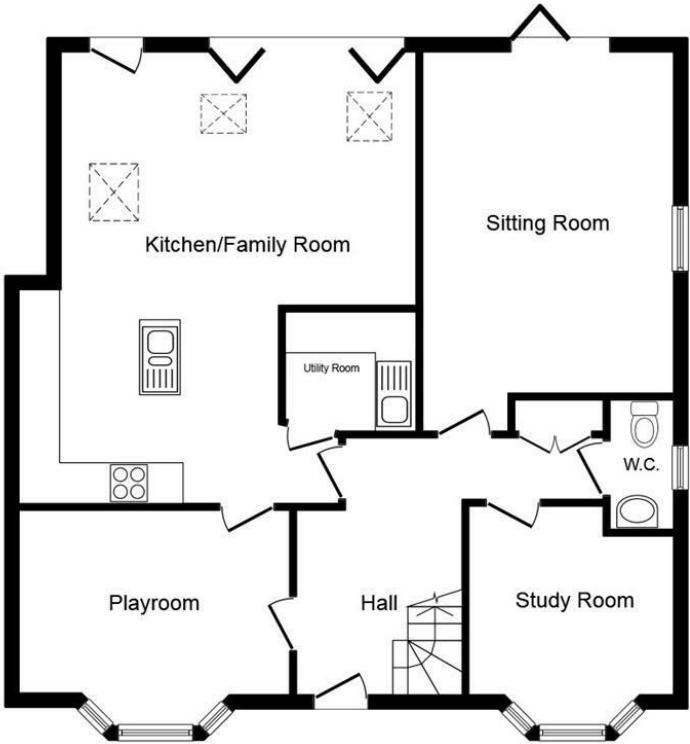 Kitchen/Family Room
Sitting Room
Utility Room
W.C.
Playroom
Hall
Study Room